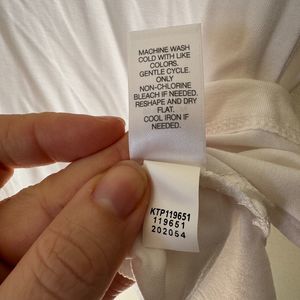 MACHINE WASH
COLD WITH LIKE
COLORS.
GENTLE CYCLE.
ONLY
NON-CHLORINE
BLEACH IF NEEDED.
RESHAPE AND DRY
FLAT.
COOL IRON IF
NEEDED.
KTP119651
119651
202064